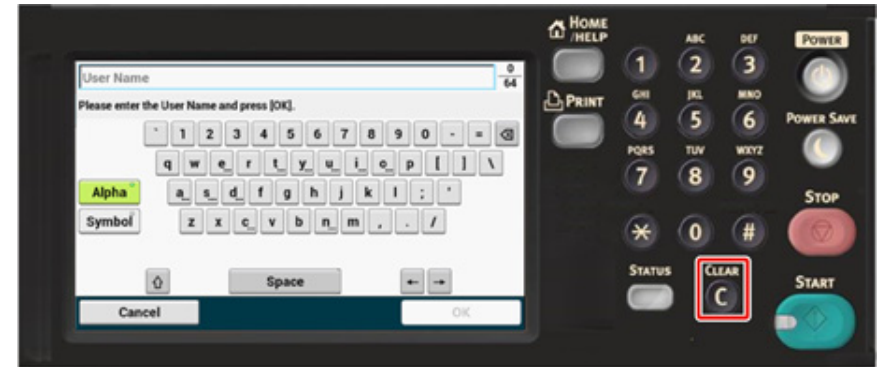 User Name
0
64
Please enter the User Name and press [OK].
` 1 2 3 4 5 6 7 8 9 0 - =
q w e r t y u i o p [ ] \
Alpha
a s d f g h j k l ; '
Symbol
z x c v b n m , . /
Space
← →
Cancel
OK
HOME
/HELP
PRINT
ABC DEF
1 2 3
GHI JKL MNO
4 5 6
PQRS TUV WXYZ
7 8 9
* 0 #
STATUS
CLEAR
C
POWER
POWER SAVE
STOP
START